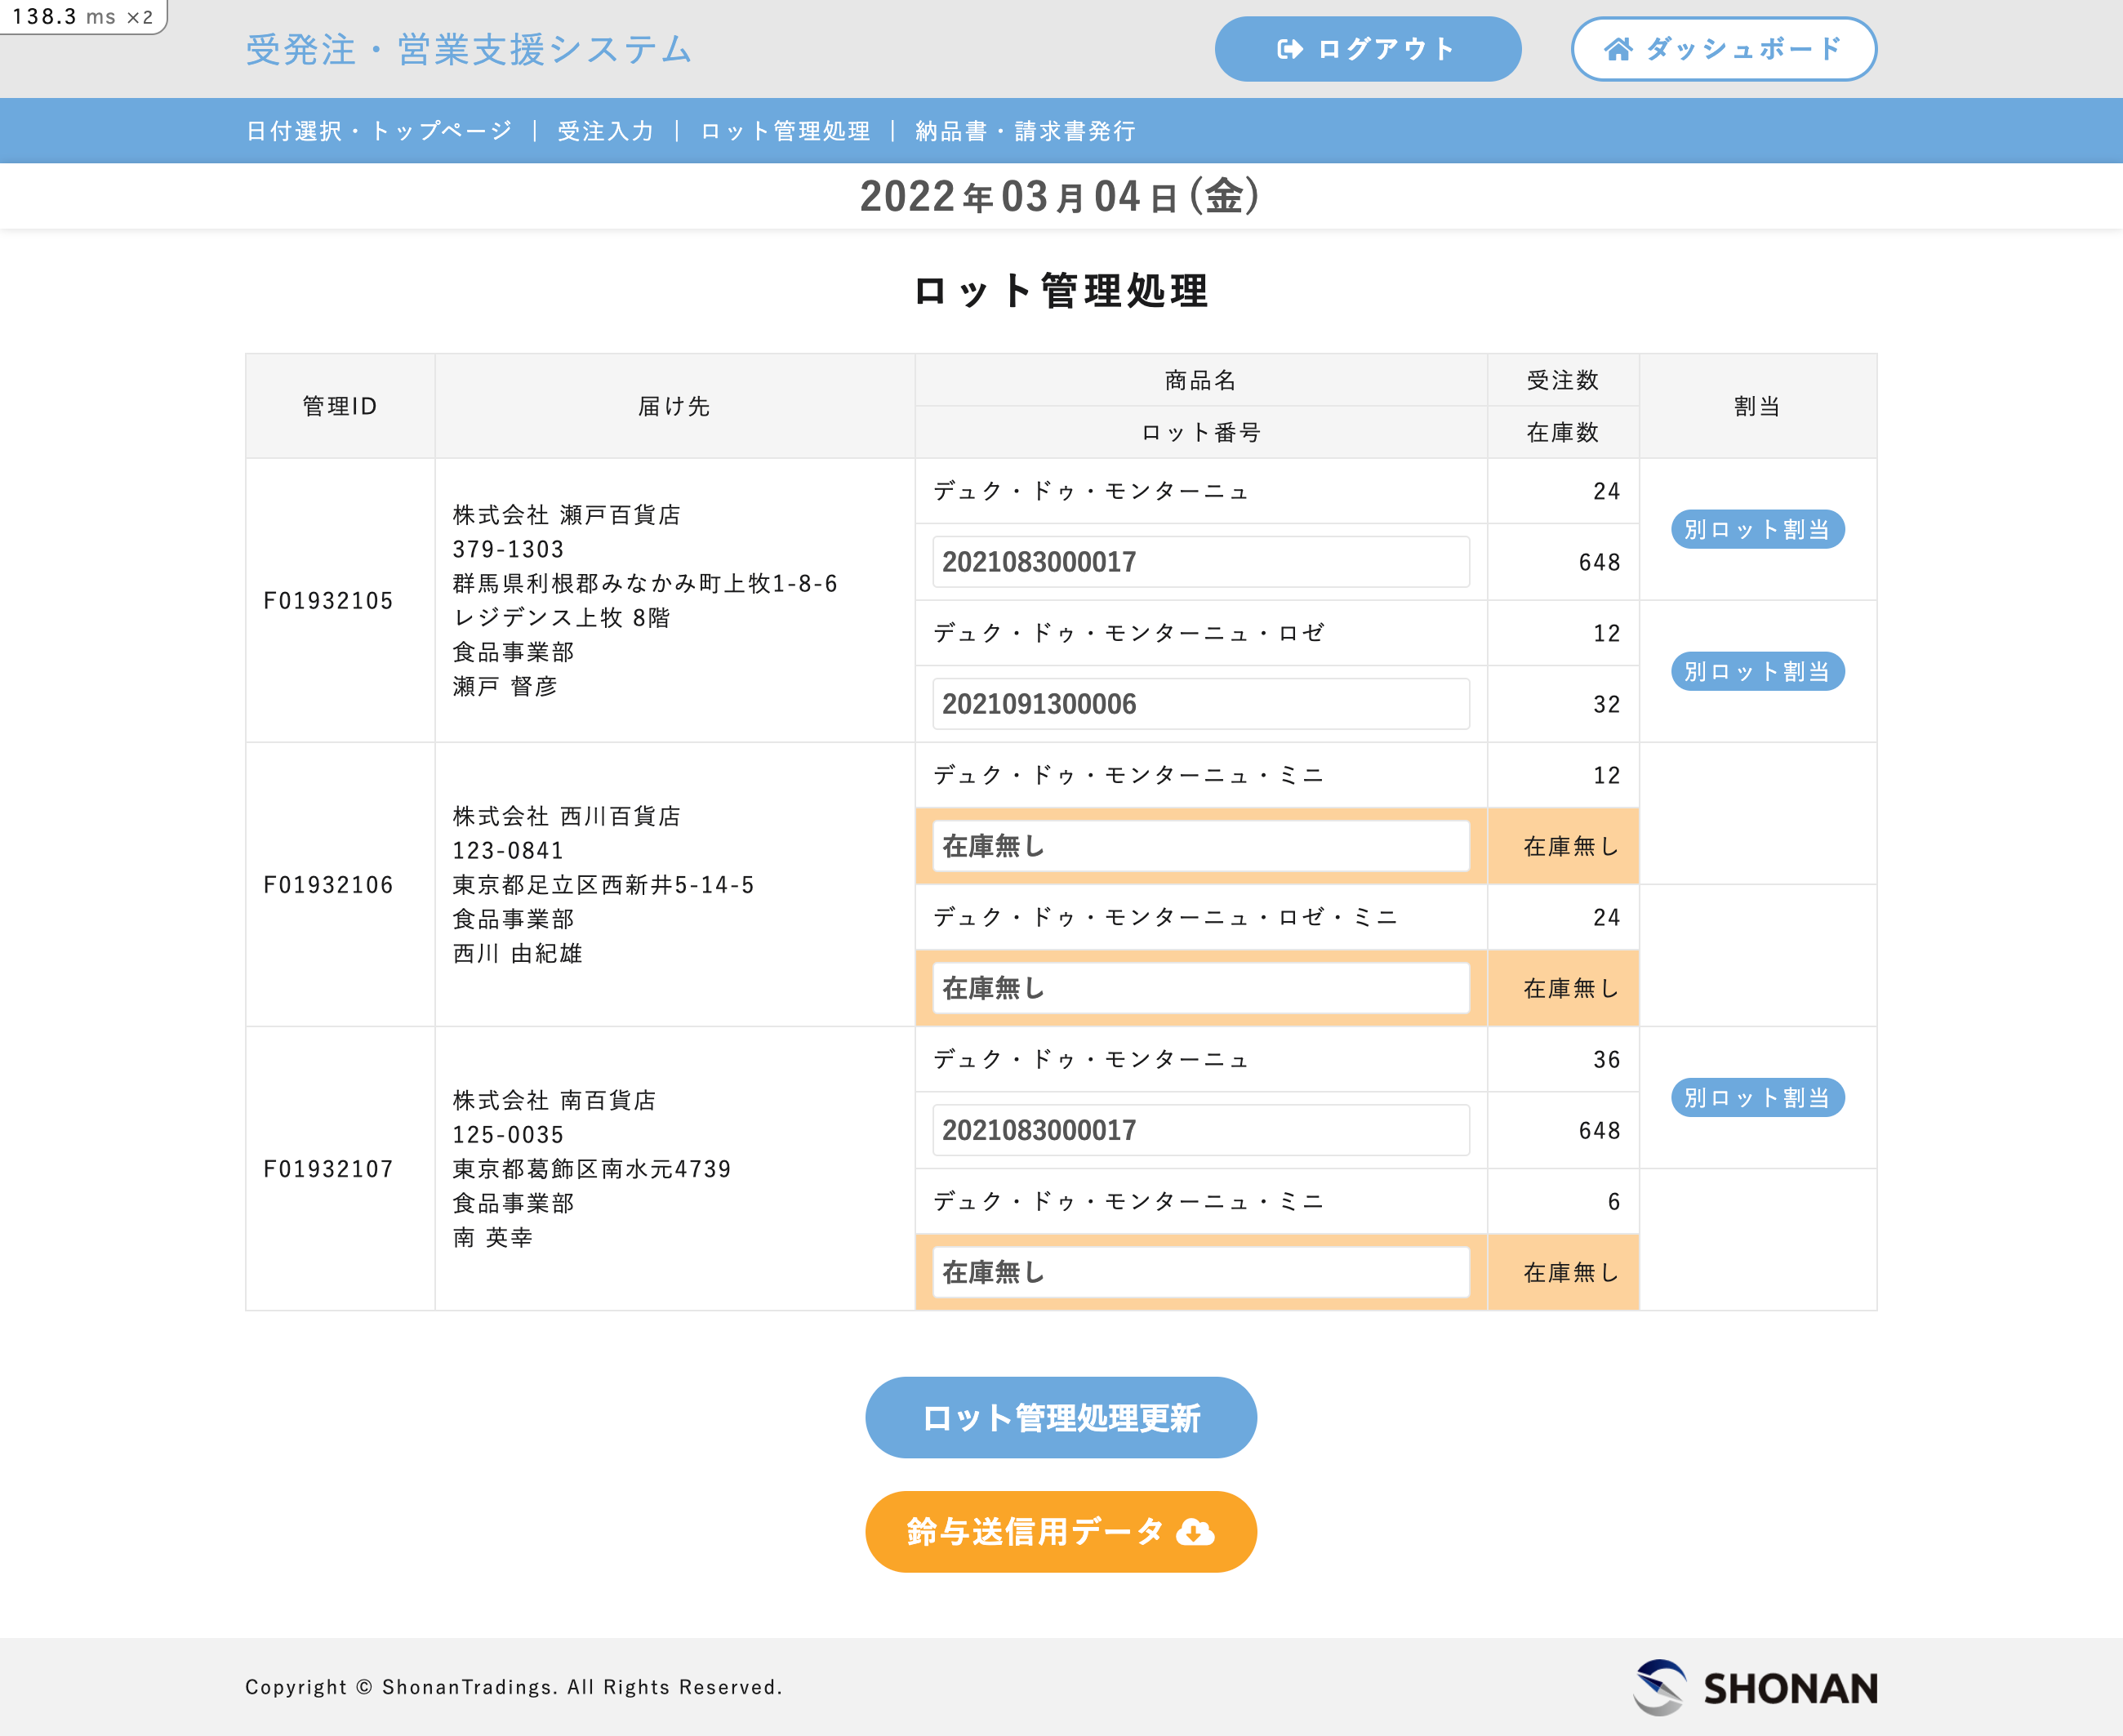 138.3 ms ×2
受発注・営業支援システム
ログアウト
ダッシュボード
日付選択・トップページ | 受注入力 | ロット管理処理 | 納品書・請求書発行
2022年03月04日(金)
ロット管理処理
管理ID 届け先 商品名 受注数 割当
ロット番号 在庫数
F01932105
株式会社 瀬戸百貨店
379-1303
群馬県利根郡みなかみ町上牧1-8-6
レジデンス上牧 8階
食品事業部
瀬戸 督彦
デュク・ドゥ・モンターニュ 24
2021083000017 648
別ロット割当
デュク・ドゥ・モンターニュ・ロゼ 12
2021091300006 32
別ロット割当
F01932106
株式会社 西川百貨店
123-0841
東京都足立区西新井5-14-5
食品事業部
西川 由紀雄
デュク・ドゥ・モンターニュ・ミニ 12
在庫無し 在庫無し
デュク・ドゥ・モンターニュ・ロゼ・ミニ 24
在庫無し 在庫無し
F01932107
株式会社 南百貨店
125-0035
東京都葛飾区南水元4739
食品事業部
南 英幸
デュク・ドゥ・モンターニュ 36
2021083000017 648
別ロット割当
デュク・ドゥ・モンターニュ・ミニ 6
在庫無し 在庫無し
ロット管理処理更新
鈴与送信用データ
Copyright © ShonanTradings. All Rights Reserved.
SHONAN